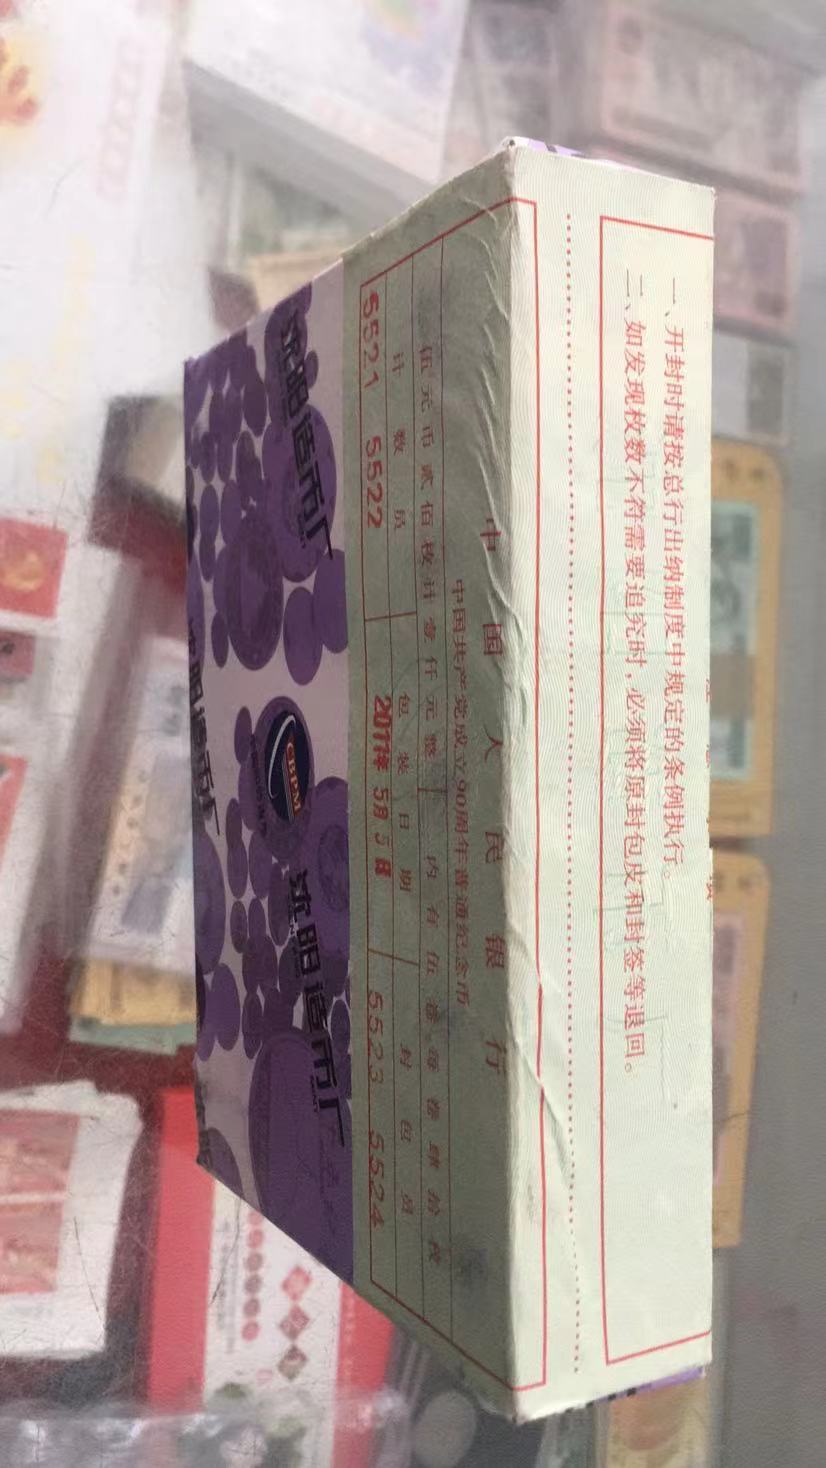 一、开封时请按总行出纳制度中规定的条例执行。
二、如发现枚数不符需要追究时,必须将原封包皮和封签等退回。
中国人民银行
中国共产党成立90周年普通纪念币
伍元币贰佰枚计壹仟元整 内有伍卷.每卷肆拾枚
计数员 包装日期 封包员
5521 5522 2011年 5月 5日 5523 5524
沈阳造币厂
CBPM
沈阳造币厂
沈阳造币厂